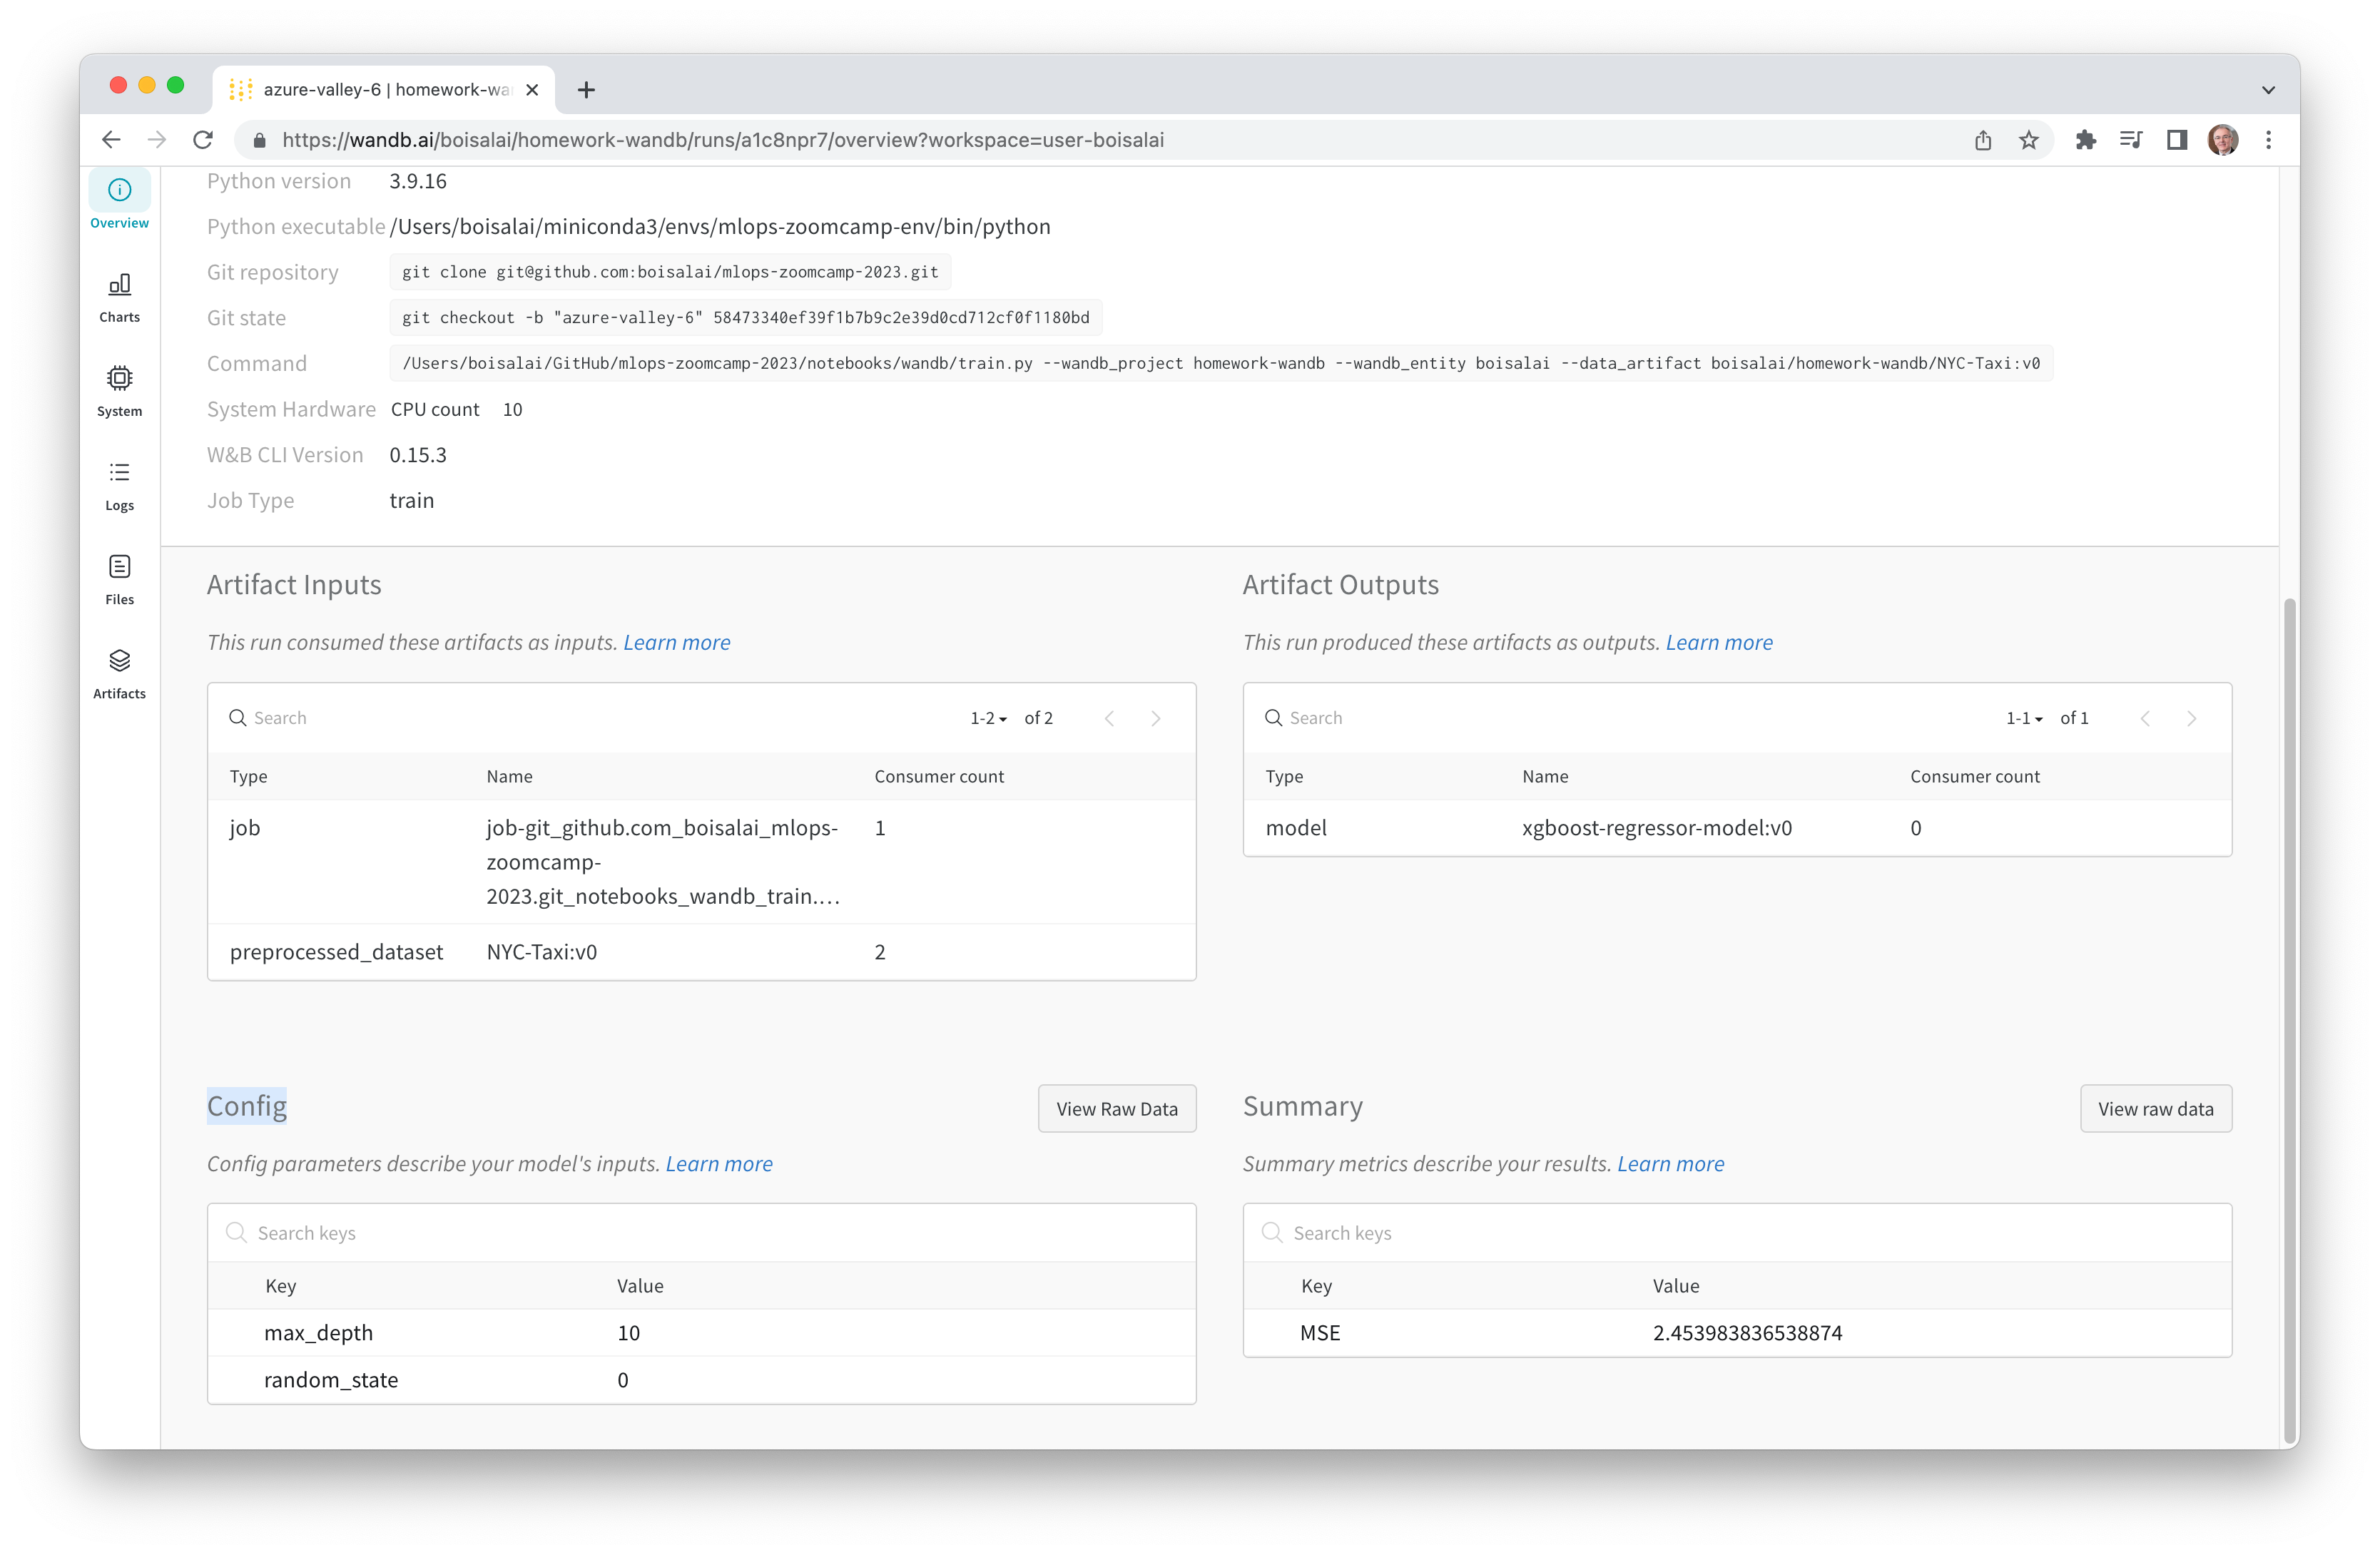 azure-valley-6 | homework-wa
https://wandb.ai/boisalai/homework-wandb/runs/a1c8npr7/overview?workspace=user-boisalai
Overview
Charts
System
Logs
Files
Artifacts
Python version 3.9.16
Python executable /Users/boisalai/miniconda3/envs/mlops-zoomcamp-env/bin/python
Git repository git clone git@github.com:boisalai/mlops-zoomcamp-2023.git
Git state git checkout -b "azure-valley-6" 58473340ef39f1b7b9c2e39d0cd712cf0f1180bd
Command /Users/boisalai/GitHub/mlops-zoomcamp-2023/notebooks/wandb/train.py --wandb_project homework-wandb --wandb_entity boisalai --data_artifact boisalai/homework-wandb/NYC-Taxi:v0
System Hardware CPU count 10
W&B CLI Version 0.15.3
Job Type train
Artifact Inputs
This run consumed these artifacts as inputs. Learn more
Search 1-2 of 2
Type Name Consumer count
job job-git_github.com_boisalai_mlops- 1
zoomcamp-
2023.git_notebooks_wandb_train.…
preprocessed_dataset NYC-Taxi:v0 2
Artifact Outputs
This run produced these artifacts as outputs. Learn more
Search 1-1 of 1
Type Name Consumer count
model xgboost-regressor-model:v0 0
Config View Raw Data
Config parameters describe your model's inputs. Learn more
Search keys
Key Value
max_depth 10
random_state 0
Summary View raw data
Summary metrics describe your results. Learn more
Search keys
Key Value
MSE 2.453983836538874